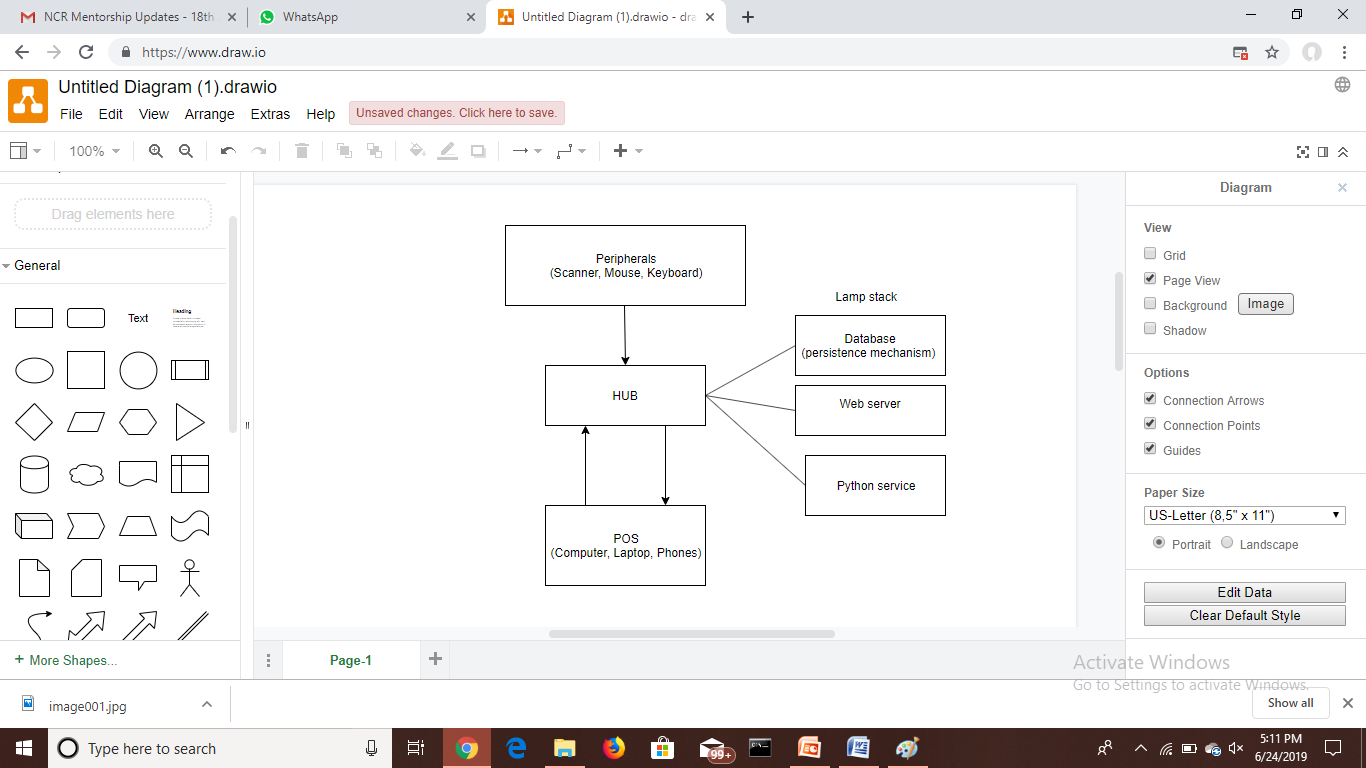 NCR Mentorship Updates - 18th
WhatsApp
Untitled Diagram (1).drawio - dra
https://www.draw.io
Untitled Diagram (1).drawio
File Edit View Arrange Extras Help Unsaved changes. Click here to save.
100%
Drag elements here
General
Text
Heading
More Shapes...
Peripherals
(Scanner, Mouse, Keyboard)
Lamp stack
Database
(persistence mechanism)
HUB
Web server
Python service
POS
(Computer, Laptop, Phones)
Page-1
Diagram
View
Grid
Page View
Background Image
Shadow
Options
Connection Arrows
Connection Points
Guides
Paper Size
US-Letter (8,5" x 11")
Portrait Landscape
Edit Data
Clear Default Style
Activate Windows
Go to Settings to activate Windows.
image001.jpg
Show all
Type here to search
99+
5:11 PM
6/24/2019